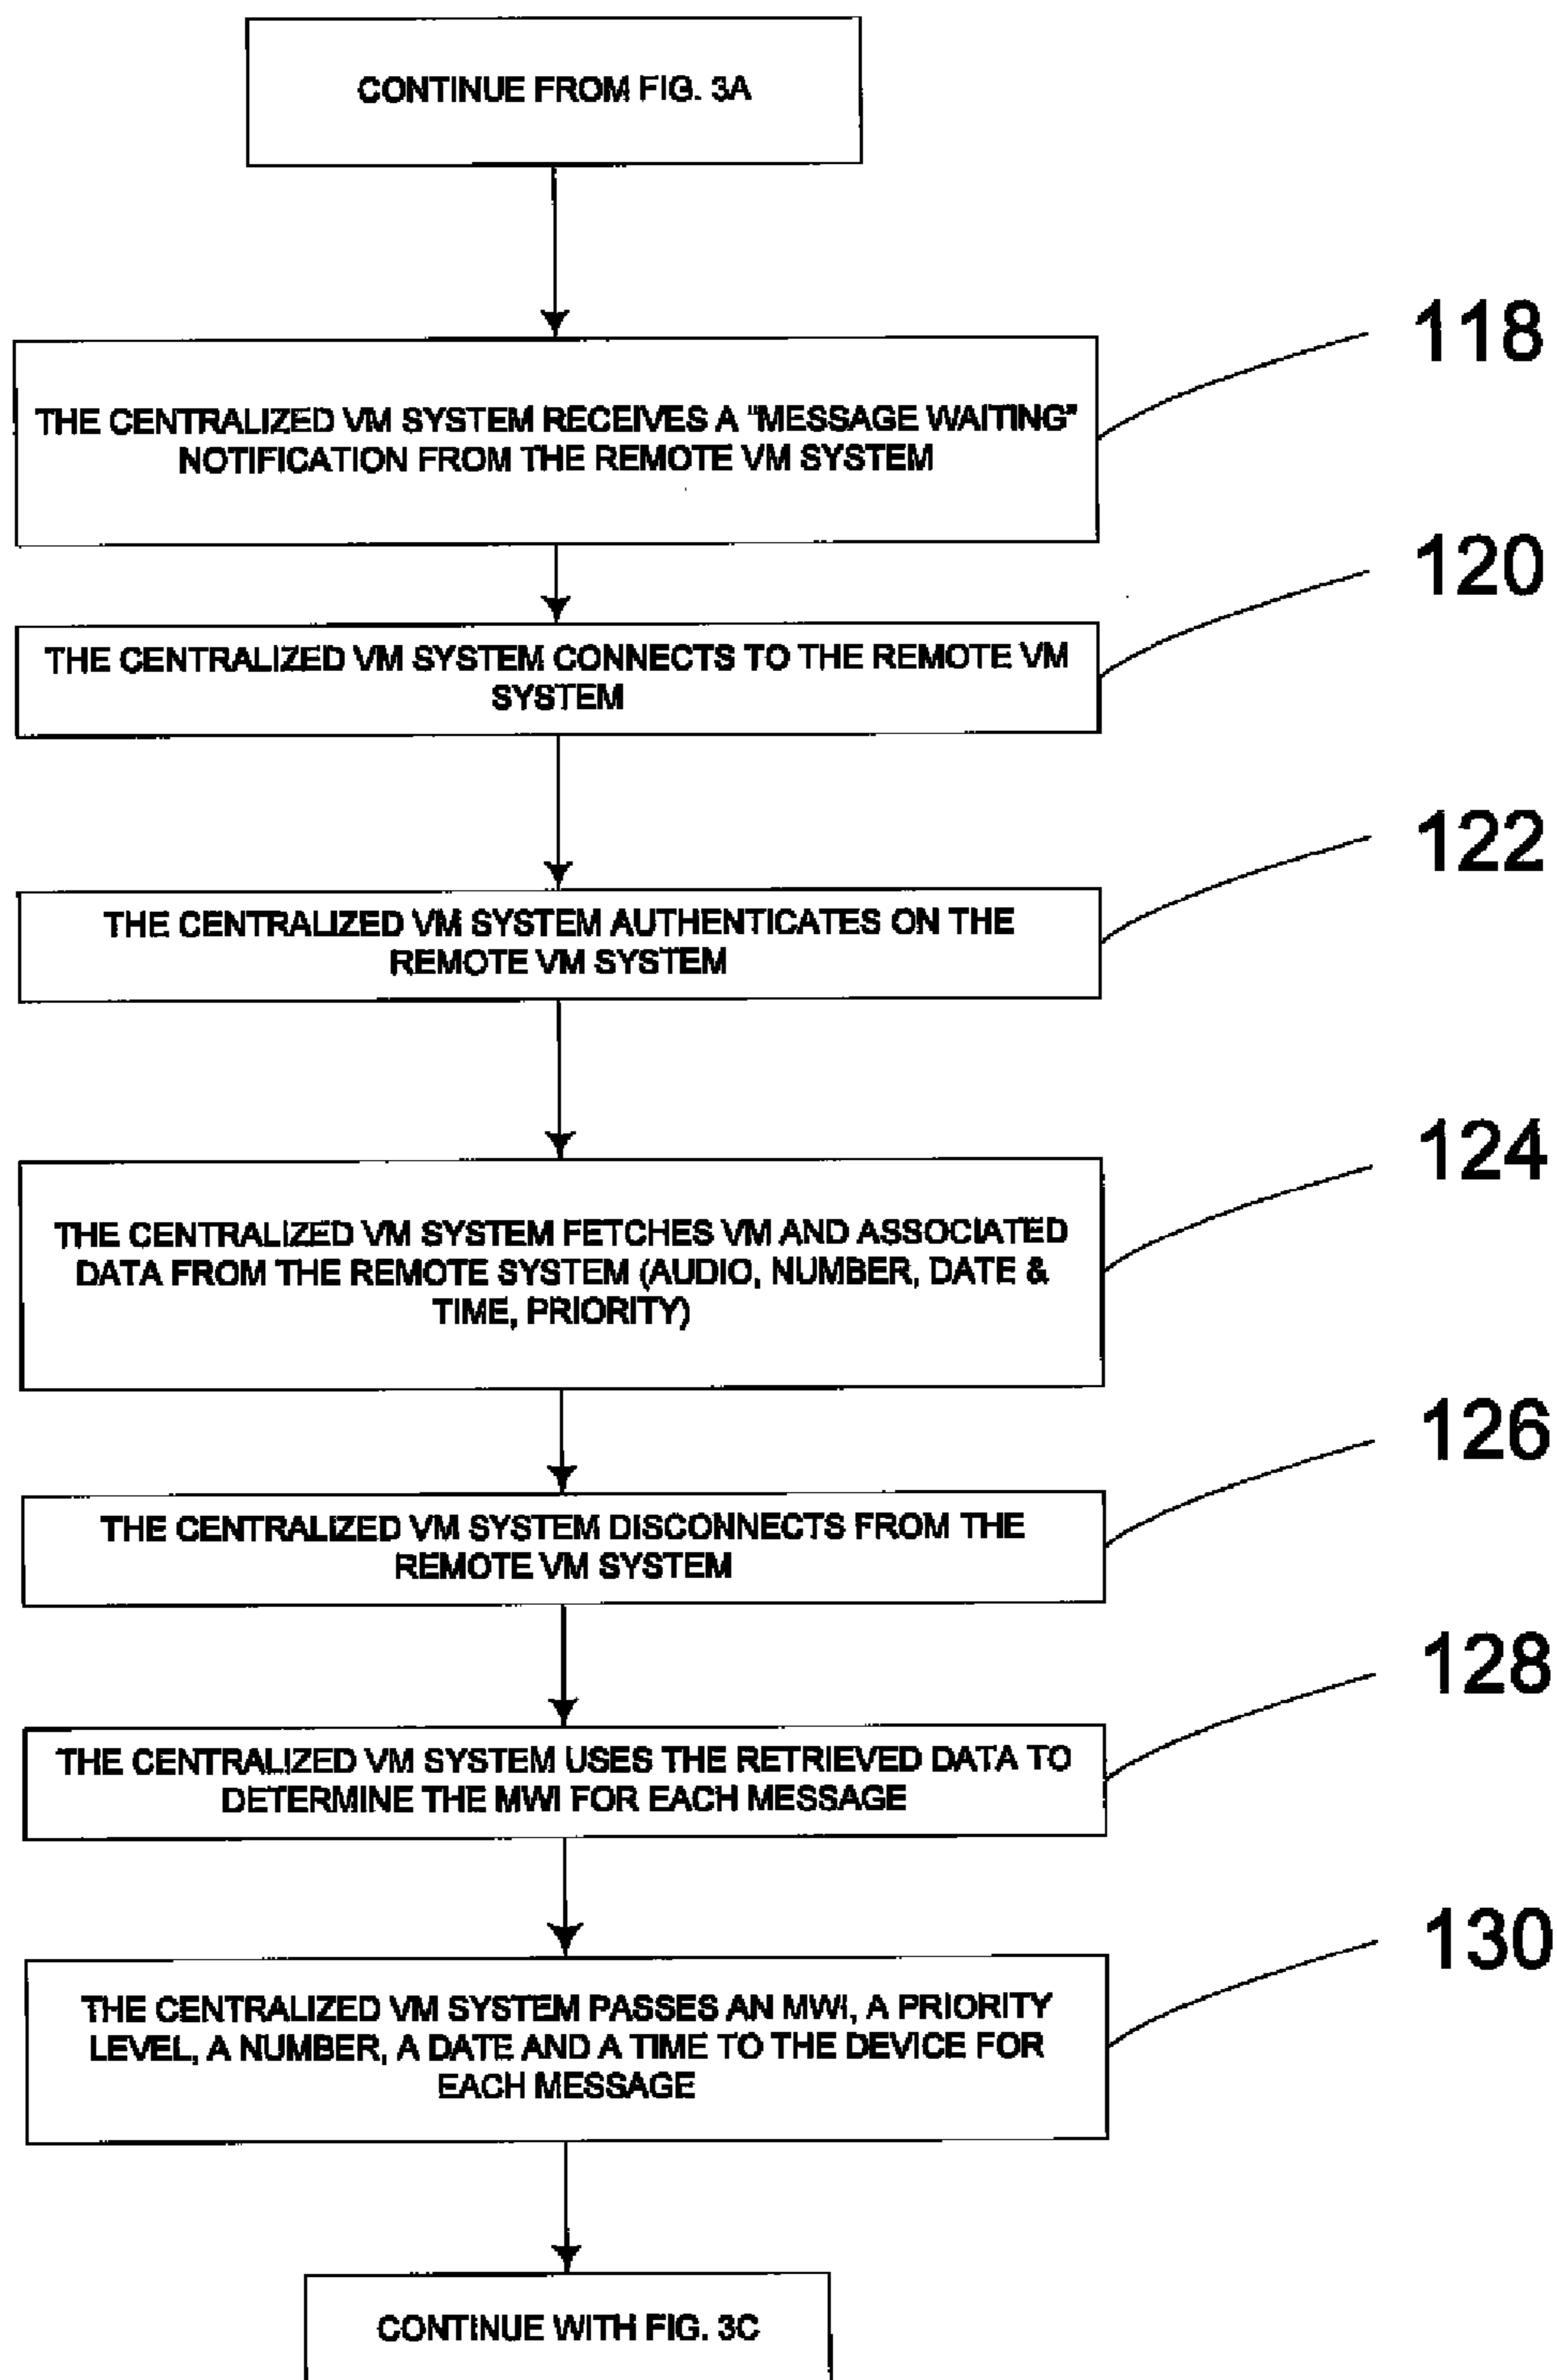 CONTINUE FROM FIG. 3A
118
THE CENTRALIZED VM SYSTEM RECEIVES A "MESSAGE WAITING"
NOTIFICATION FROM THE REMOTE VM SYSTEM
120
THE CENTRALIZED VM SYSTEM CONNECTS TO THE REMOTE VM
SYSTEM
122
THE CENTRALIZED VM SYSTEM AUTHENTICATES ON THE
REMOTE VM SYSTEM
124
THE CENTRALIZED VM SYSTEM FETCHES VM AND ASSOCIATED
DATA FROM THE REMOTE SYSTEM (AUDIO, NUMBER, DATE &
TIME, PRIORITY)
126
THE CENTRALIZED VM SYSTEM DISCONNECTS FROM THE
REMOTE VM SYSTEM
128
THE CENTRALIZED VM SYSTEM USES THE RETRIEVED DATA TO
DETERMINE THE MWI FOR EACH MESSAGE
130
THE CENTRALIZED VM SYSTEM PASSES AN MWI, A PRIORITY
LEVEL, A NUMBER, A DATE AND A TIME TO THE DEVICE FOR
EACH MESSAGE
CONTINUE WITH FIG. 3C